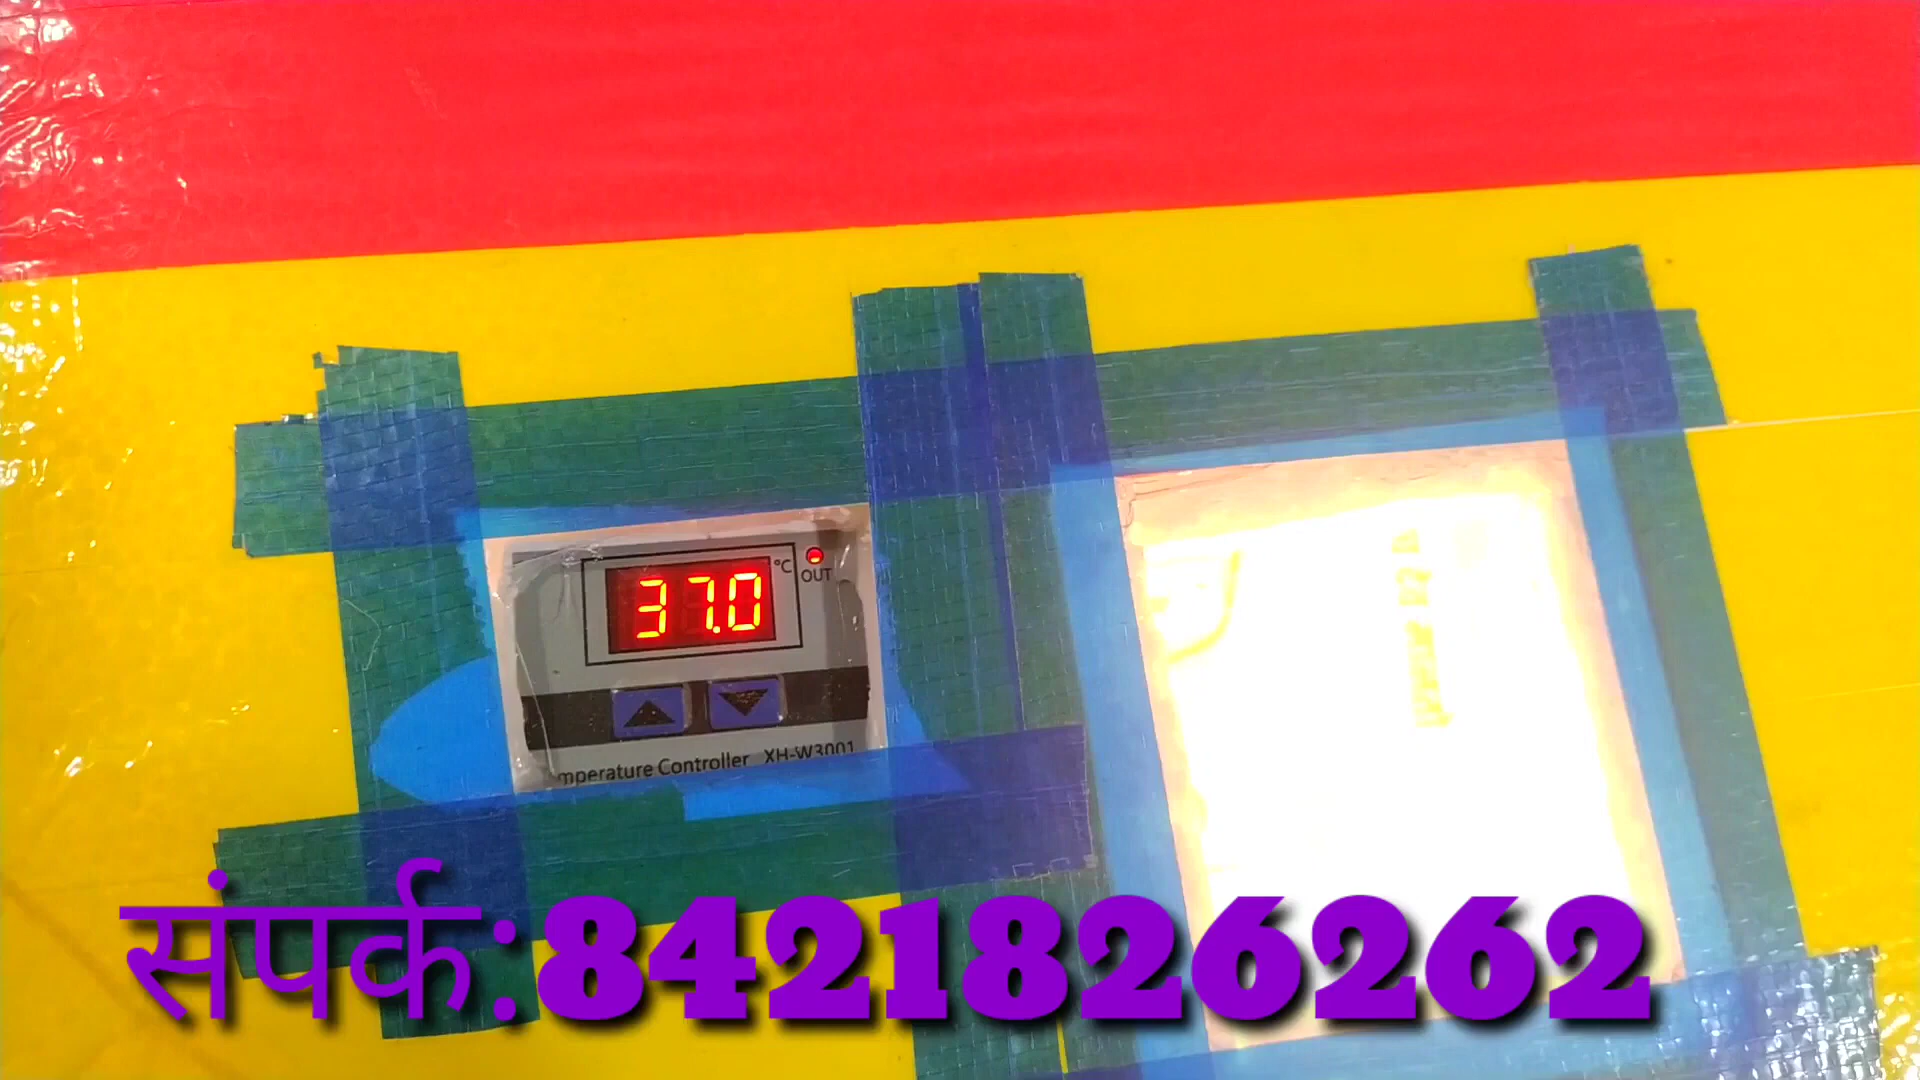 37.0 °C
OUT
mperature Controller XH-W3001
संपर्क:8421826262